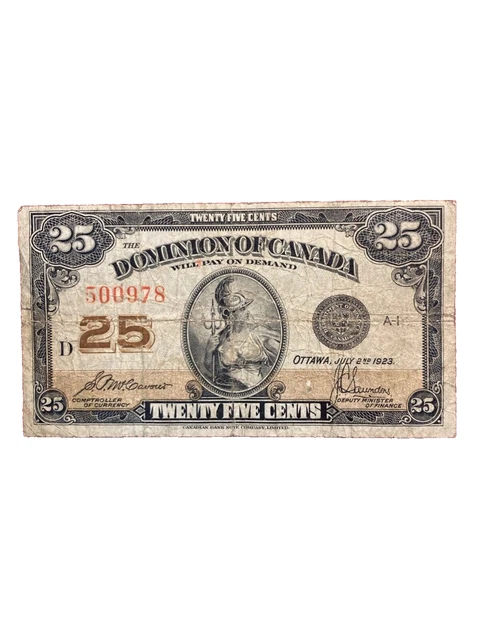 TWENTY FIVE CENTS
25 25
THE
DOMINION OF CANADA
WILL PAY ON DEMAND
500978
A-1
D 25
OTTAWA, JULY 2ND 1923.
COMPTROLLER
OF CURRENCY
J.C. Saunders
DEPUTY MINISTER
OF FINANCE
25 TWENTY FIVE CENTS 25
CANADIAN BANK NOTE COMPANY, LIMITED.